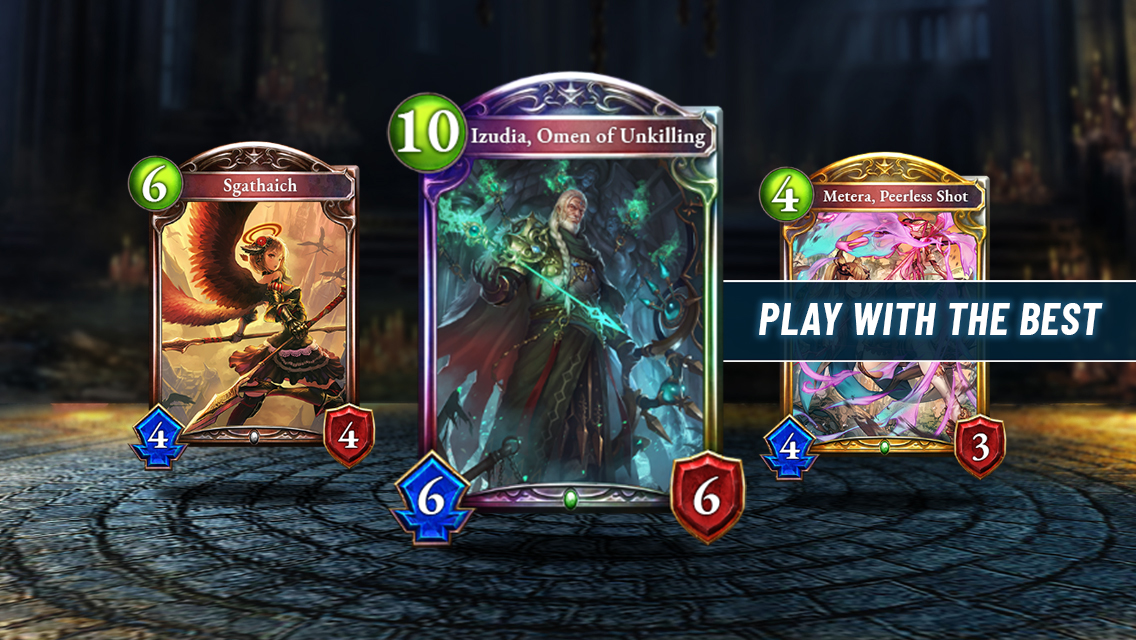 6
Sgathaich
4
4
10
Izudia, Omen of Unkilling
6
6
4
Metera, Peerless Shot
4
3
PLAY WITH THE BEST